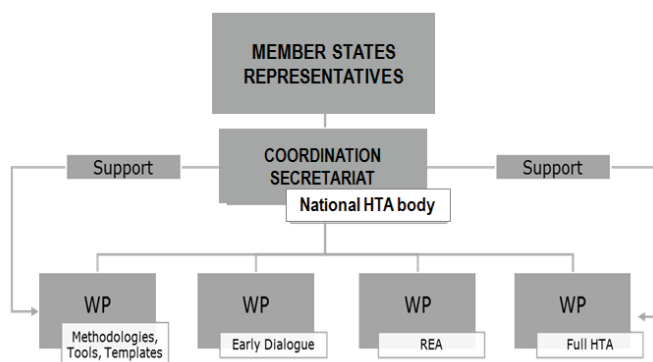 MEMBER STATES
REPRESENTATIVES
Support
COORDINATION
SECRETARIAT
Support
National HTA body
WP
Methodologies,
Tools, Templates
WP
Early Dialogue
WP
REA
WP
Full HTA